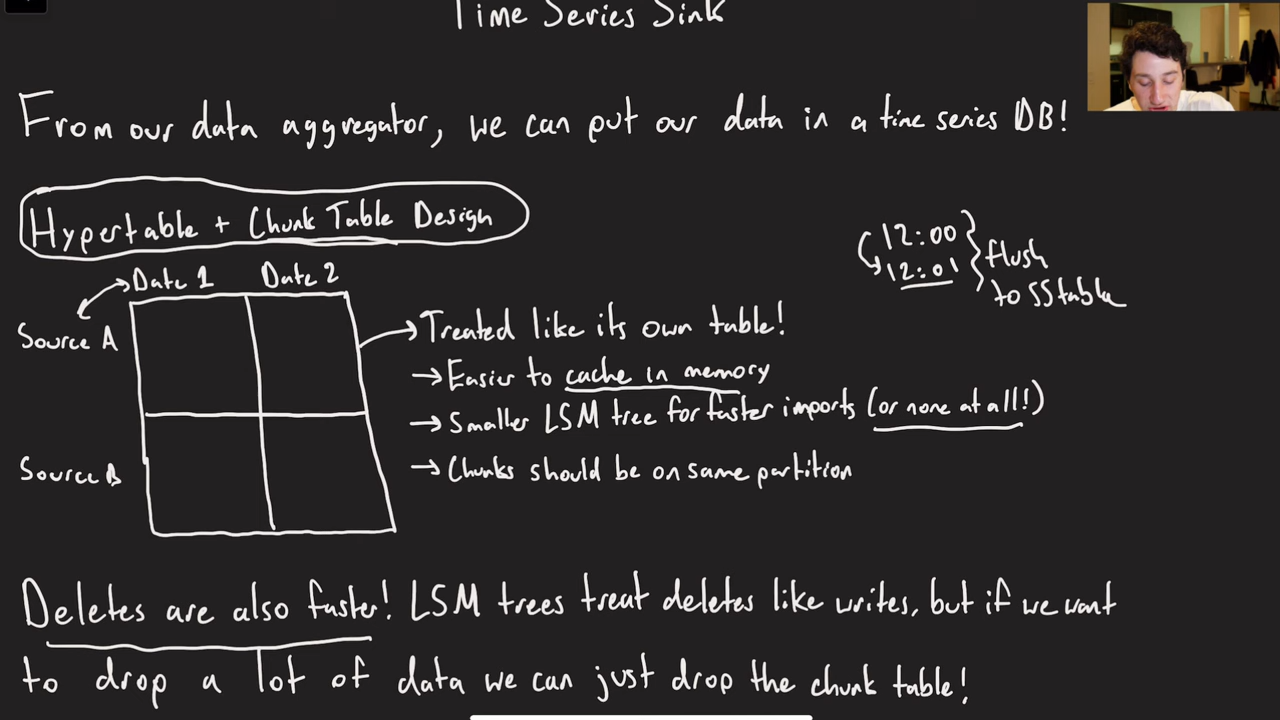 Time Series Sink
From our data aggregator, we can put our data in a time series DB!
Hypertable + Chunk Table Design
12:00
12:01
flush
to SStable
Date 1 Date 2
Source A
Treated like its own table!
→ Easier to cache in memory
→ Smaller LSM tree for faster imports (or none at all!)
Source B
→ Chunks should be on same partition
Deletes are also faster! LSM trees treat deletes like writes, but if we want
to drop a lot of data we can just drop the chunk table!